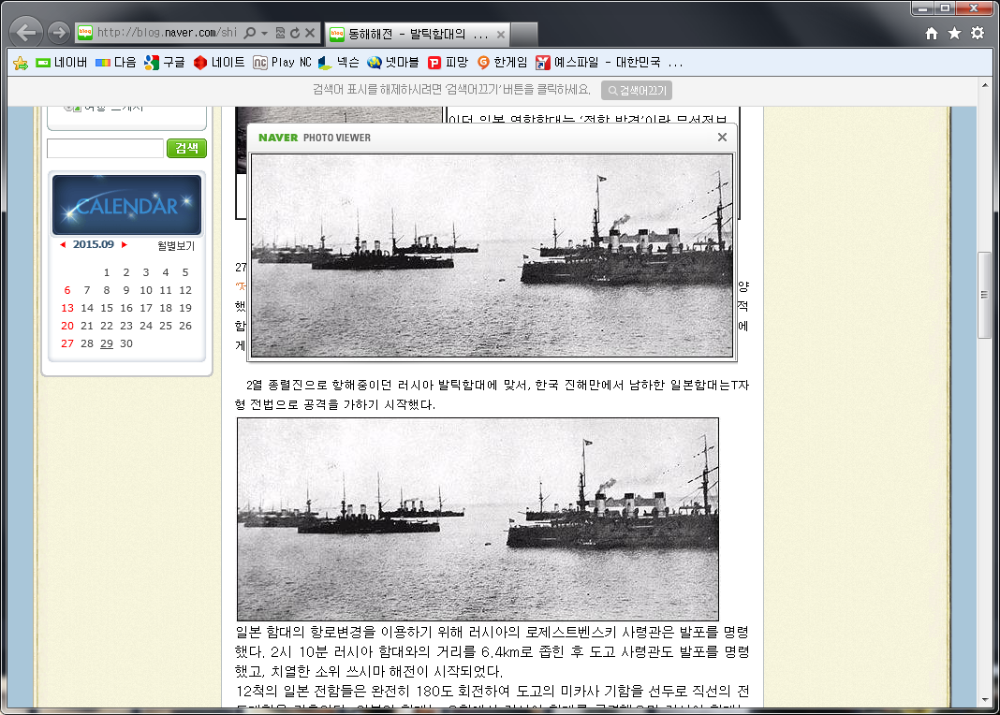 http://blog.naver.com/shi
동해해전 - 발틱함대의 ...
네이버 다음 구글 네이트 Play NC 넥슨 넷마블 피망 한게임 예스파일 - 대한민국 ...
검색어 표시를 해제하시려면 '검색어끄기' 버튼을 클릭하세요. 검색어끄기
이던 일본 연합함대는 '적함 발견'이란 무선전보
검색
NAVER PHOTO VIEWER
CALENDAR
2015.09 월별보기
1 2 3 4 5
6 7 8 9 10 11 12
13 14 15 16 17 18 19
20 21 22 23 24 25 26
27 28 29 30
27
양
했 적
함 에
게
2열 종렬진으로 항해중이던 러시아 발틱함대에 맞서, 한국 진해만에서 남하한 일본함대는T자
형 전법으로 공격을 가하기 시작했다.
일본 함대의 항로변경을 이용하기 위해 러시아의 로제스트벤스키 사령관은 발포를 명령
했다. 2시 10분 러시아 함대와의 거리를 6.4km로 좁힌 후 도고 사령관도 발포를 명령
했고, 치열한 소위 쓰시마 해전이 시작되었다.
12척의 일본 전함들은 완전히 180도 회전하여 도고의 미카사 기함을 선두로 직선의 전